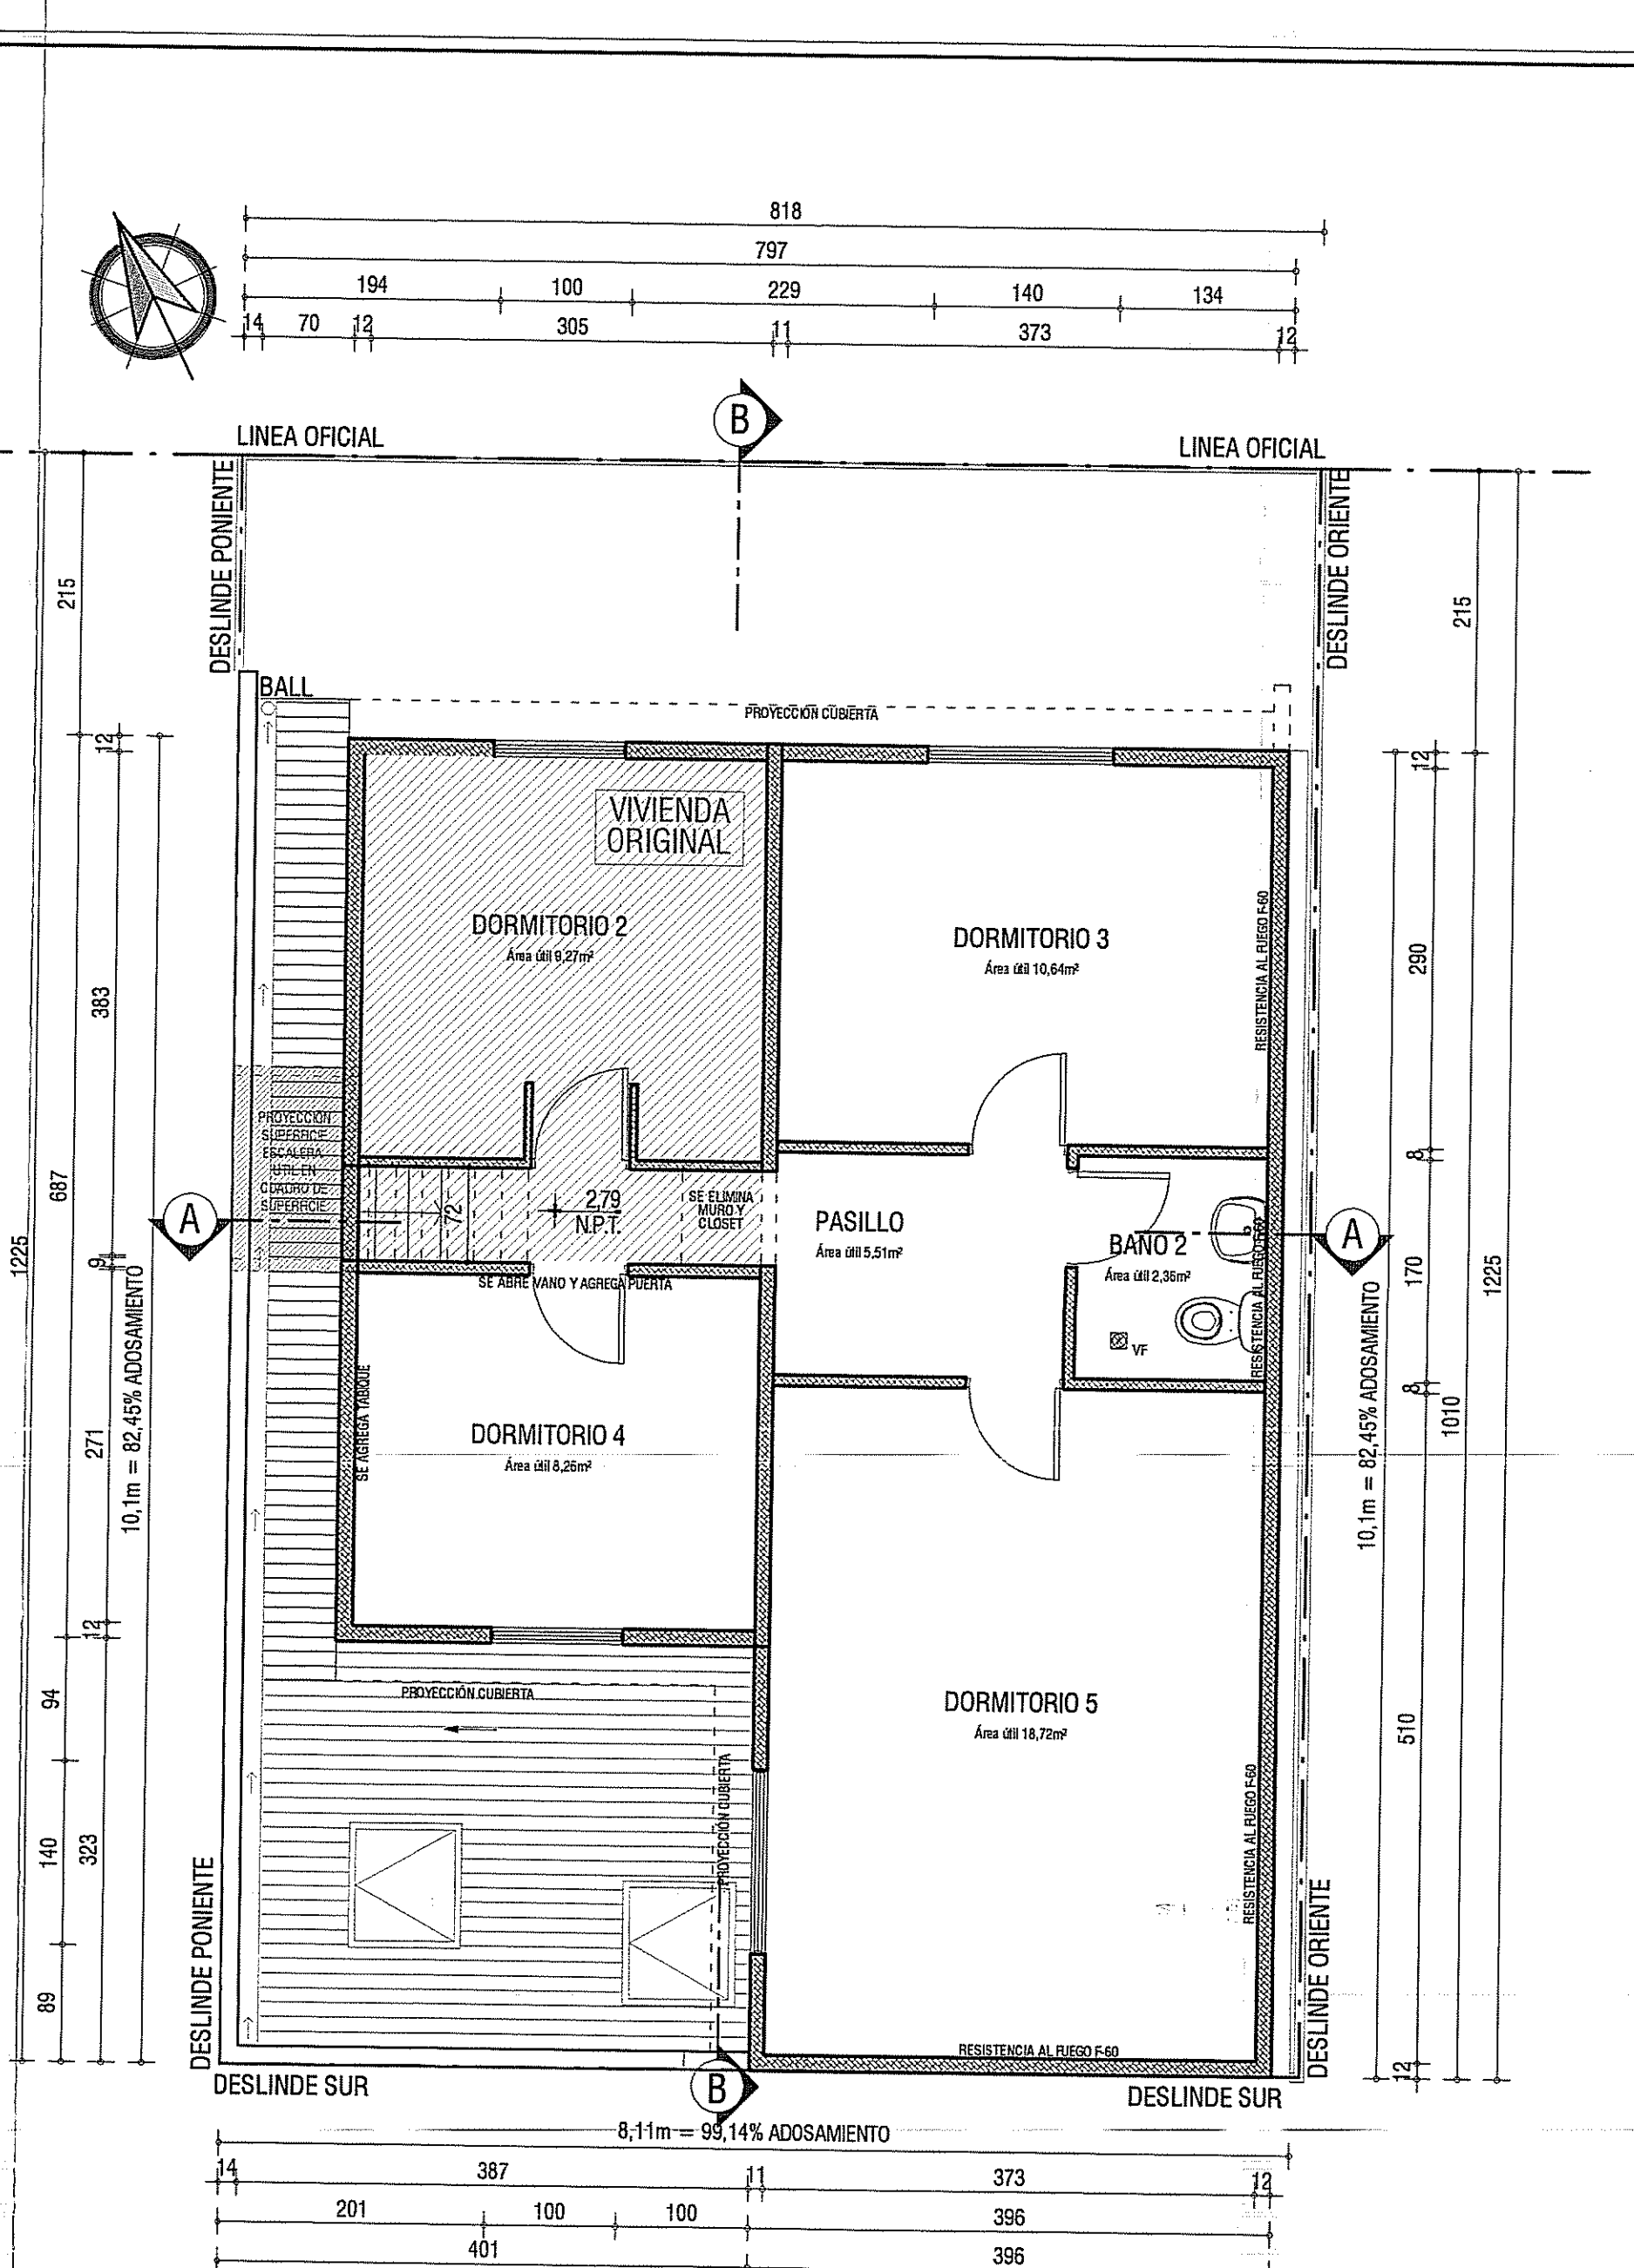 818
797
194 100 229 140 134
14 70 12 305 11 373 12
B
LINEA OFICIAL
LINEA OFICIAL
DESLINDE PONIENTE
DESLINDE ORIENTE
215
215
BALL
PROYECCIÓN CUBIERTA
12
12
VIVIENDA
ORIGINAL
DORMITORIO 2
Área útil 9,27m²
DORMITORIO 3
Área útil 10,64m²
RESISTENCIA AL FUEGO F-60
383
290
PROYECCIÓN
SUPERFICIE
ESCALERA
UTIL EN
CUADRO DE
SUPERFICIE
687
8
A
72
2,79
N.P.T.
SE ELIMINA
MURO Y
CLOSET
PASILLO
Área útil 5,51m²
BAÑO 2
Área útil 2,36m²
A
1225
9
170
1225
SE ABRE VANO Y AGREGA PUERTA
RESISTENCIA AL FUEGO F-60
VF
10,1m = 82,45% ADOSAMIENTO
10,1m = 82,45% ADOSAMIENTO
SE AGREGA TABIQUE
8
1010
271
DORMITORIO 4
Área útil 8,26m²
12
94
PROYECCIÓN CUBIERTA
DORMITORIO 5
Área útil 18,72m²
510
PROYECCIÓN CUBIERTA
RESISTENCIA AL FUEGO F-60
140
323
89
DESLINDE PONIENTE
DESLINDE ORIENTE
RESISTENCIA AL FUEGO F-60
12
DESLINDE SUR
B
DESLINDE SUR
8,11m = 99,14% ADOSAMIENTO
14 387 11 373 12
201 100 100 396
401 396